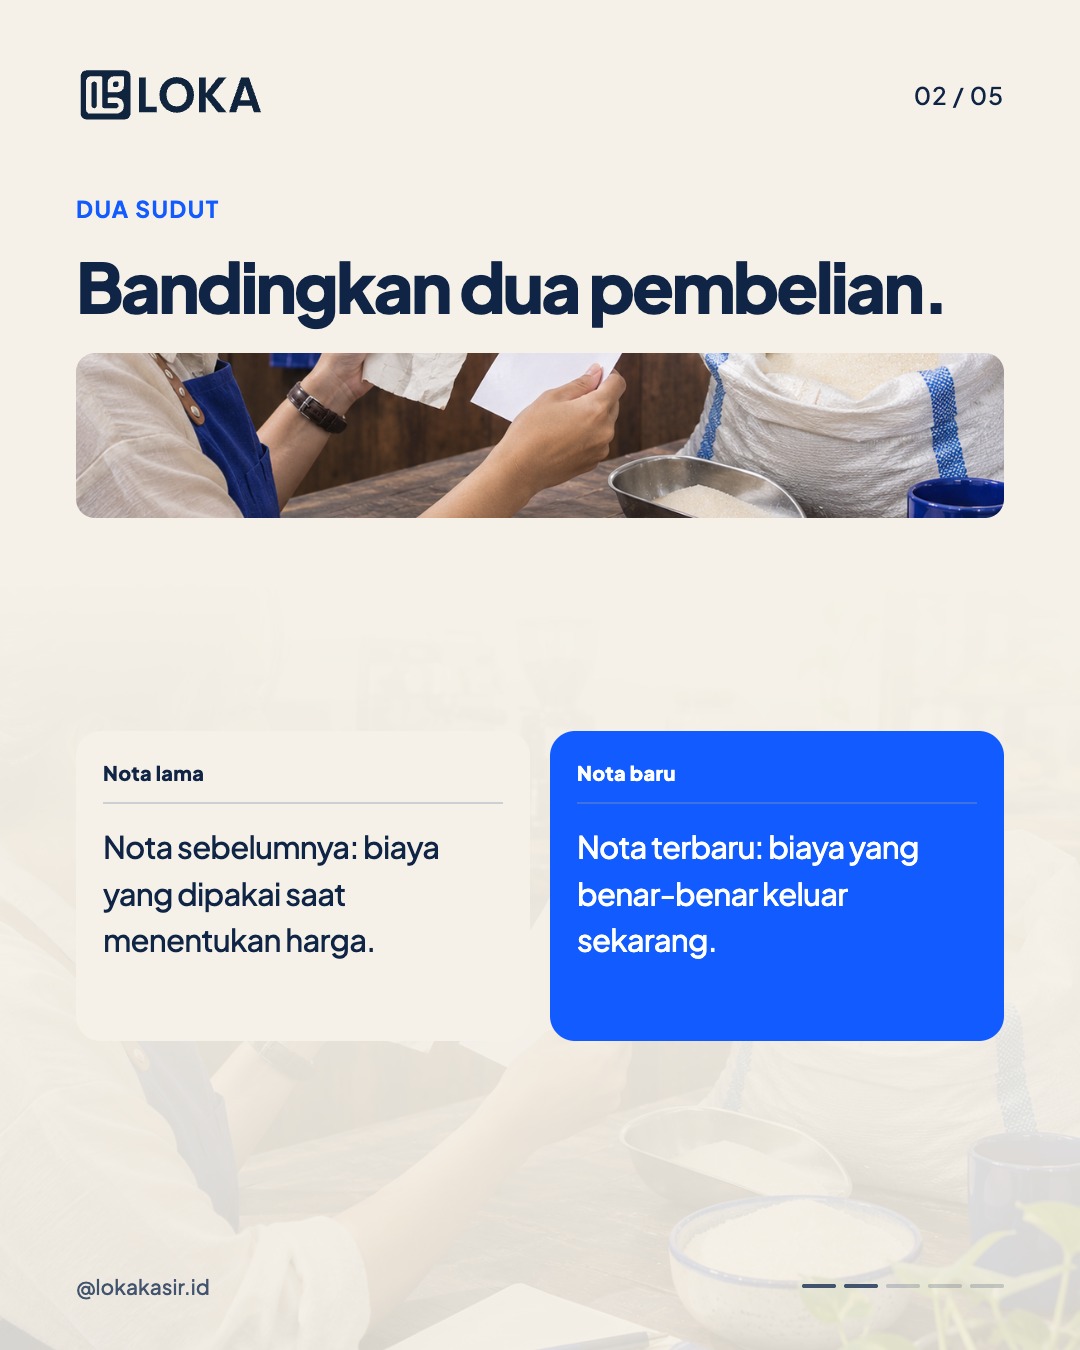 LOKA
02 / 05
DUA SUDUT
Bandingkan dua pembelian.
Nota lama
Nota sebelumnya: biaya
yang dipakai saat
menentukan harga.
Nota baru
Nota terbaru: biaya yang
benar-benar keluar
sekarang.
@lokakasir.id